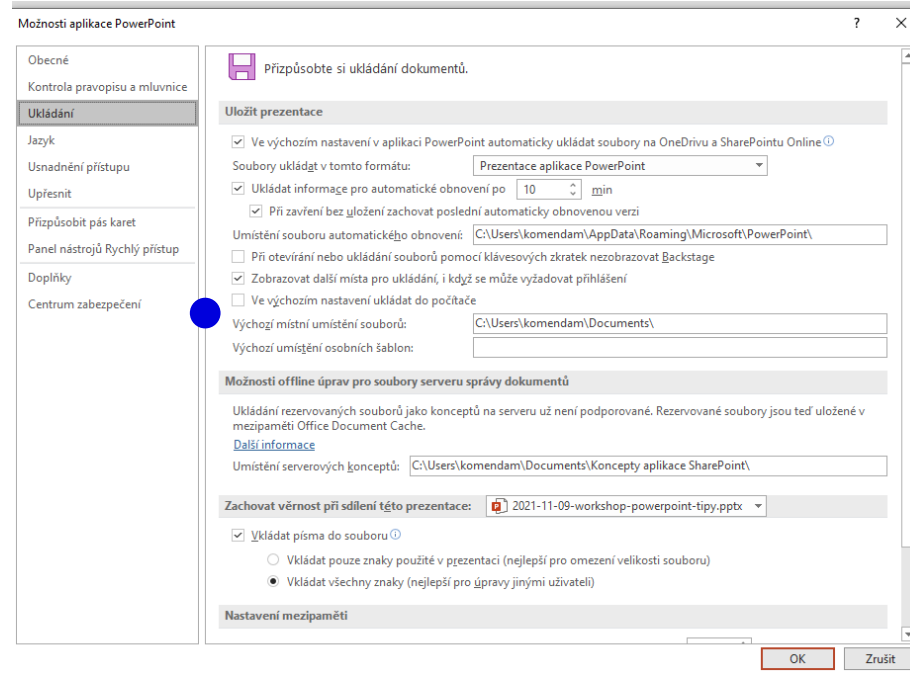 Možnosti aplikace PowerPoint
Obecné
Kontrola pravopisu a mluvnice
Ukládání
Jazyk
Usnadnění přístupu
Upřesnit
Přizpůsobit pás karet
Panel nástrojů Rychlý přístup
Doplňky
Centrum zabezpečení
Přizpůsobte si ukládání dokumentů.
Uložit prezentace
Ve výchozím nastavení v aplikaci PowerPoint automaticky ukládat soubory na OneDrivu a SharePointu Online
Soubory ukládat v tomto formátu: Prezentace aplikace PowerPoint
Ukládat informace pro automatické obnovení po 10 min
Při zavření bez uložení zachovat poslední automaticky obnovenou verzi
Umístění souboru automatického obnovení: C:\Users\komendam\AppData\Roaming\Microsoft\PowerPoint\
Při otevírání nebo ukládání souborů pomocí klávesových zkratek nezobrazovat Backstage
Zobrazovat další místa pro ukládání, i když se může vyžadovat přihlášení
Ve výchozím nastavení ukládat do počítače
Výchozí místní umístění souborů: C:\Users\komendam\Documents\
Výchozí umístění osobních šablon:
Možnosti offline úprav pro soubory serveru správy dokumentů
Ukládání rezervovaných souborů jako konceptů na serveru už není podporované. Rezervované soubory jsou teď uložené v
mezipaměti Office Document Cache.
Další informace
Umístění serverových konceptů: C:\Users\komendam\Documents\Koncepty aplikace SharePoint\
Zachovat věrnost při sdílení této prezentace: 2021-11-09-workshop-powerpoint-tipy.pptx
Vkládat písma do souboru
Vkládat pouze znaky použité v prezentaci (nejlepší pro omezení velikosti souboru)
Vkládat všechny znaky (nejlepší pro úpravy jinými uživateli)
Nastavení mezipaměti
OK Zrušit